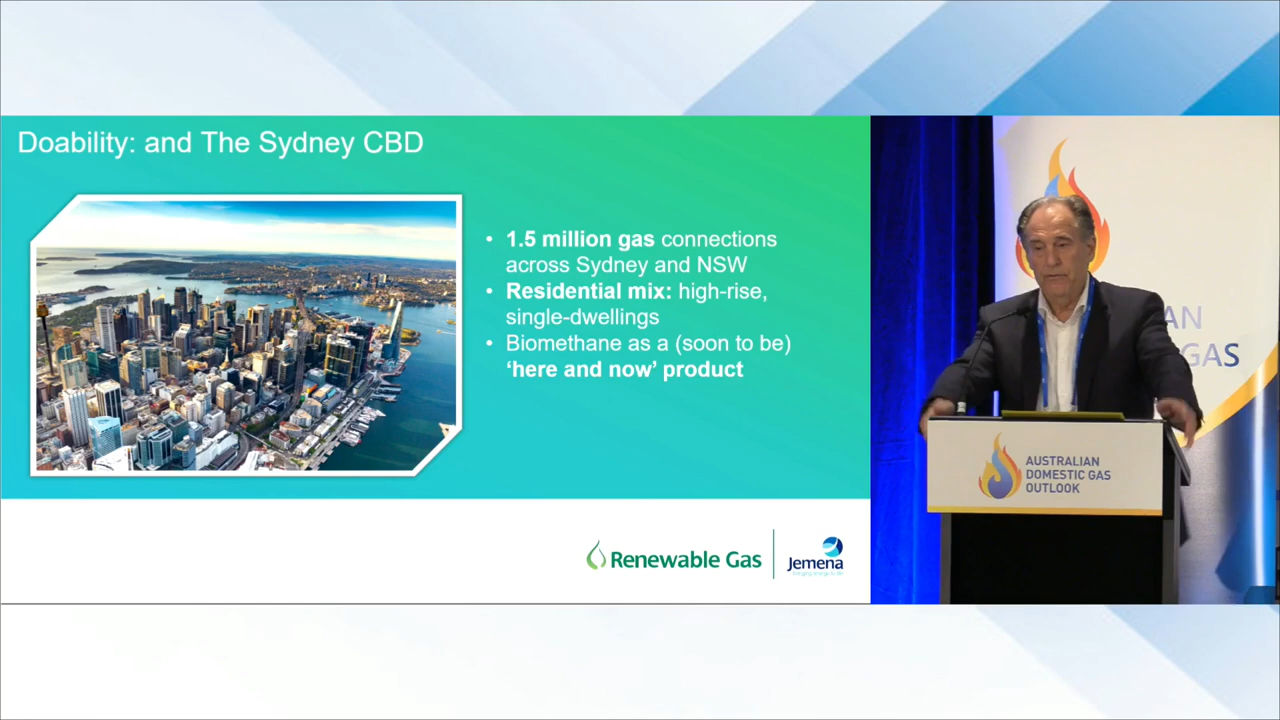 Doability: and The Sydney CBD
• 1.5 million gas connections
across Sydney and NSW
• Residential mix: high-rise,
single-dwellings
• Biomethane as a (soon to be)
‘here and now’ product
Renewable Gas
Jemena
AN
GAS
AUSTRALIAN
DOMESTIC GAS
OUTLOOK